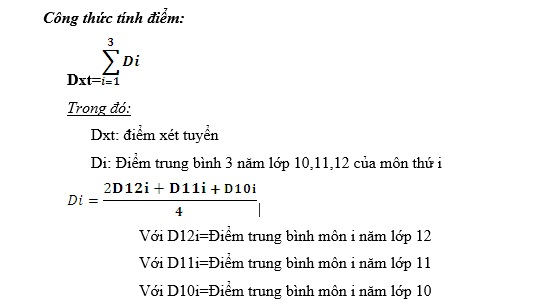 Công thức tính điểm:
3
∑ Di
Dxt=i=1
Trong đó:
Dxt: điểm xét tuyển
Di: Điểm trung bình 3 năm lớp 10,11,12 của môn thứ i
Di = (2D12i + D11i + D10i)/4
Với D12i=Điểm trung bình môn i năm lớp 12
Với D11i=Điểm trung bình môn i năm lớp 11
Với D10i=Điểm trung bình môn i năm lớp 10